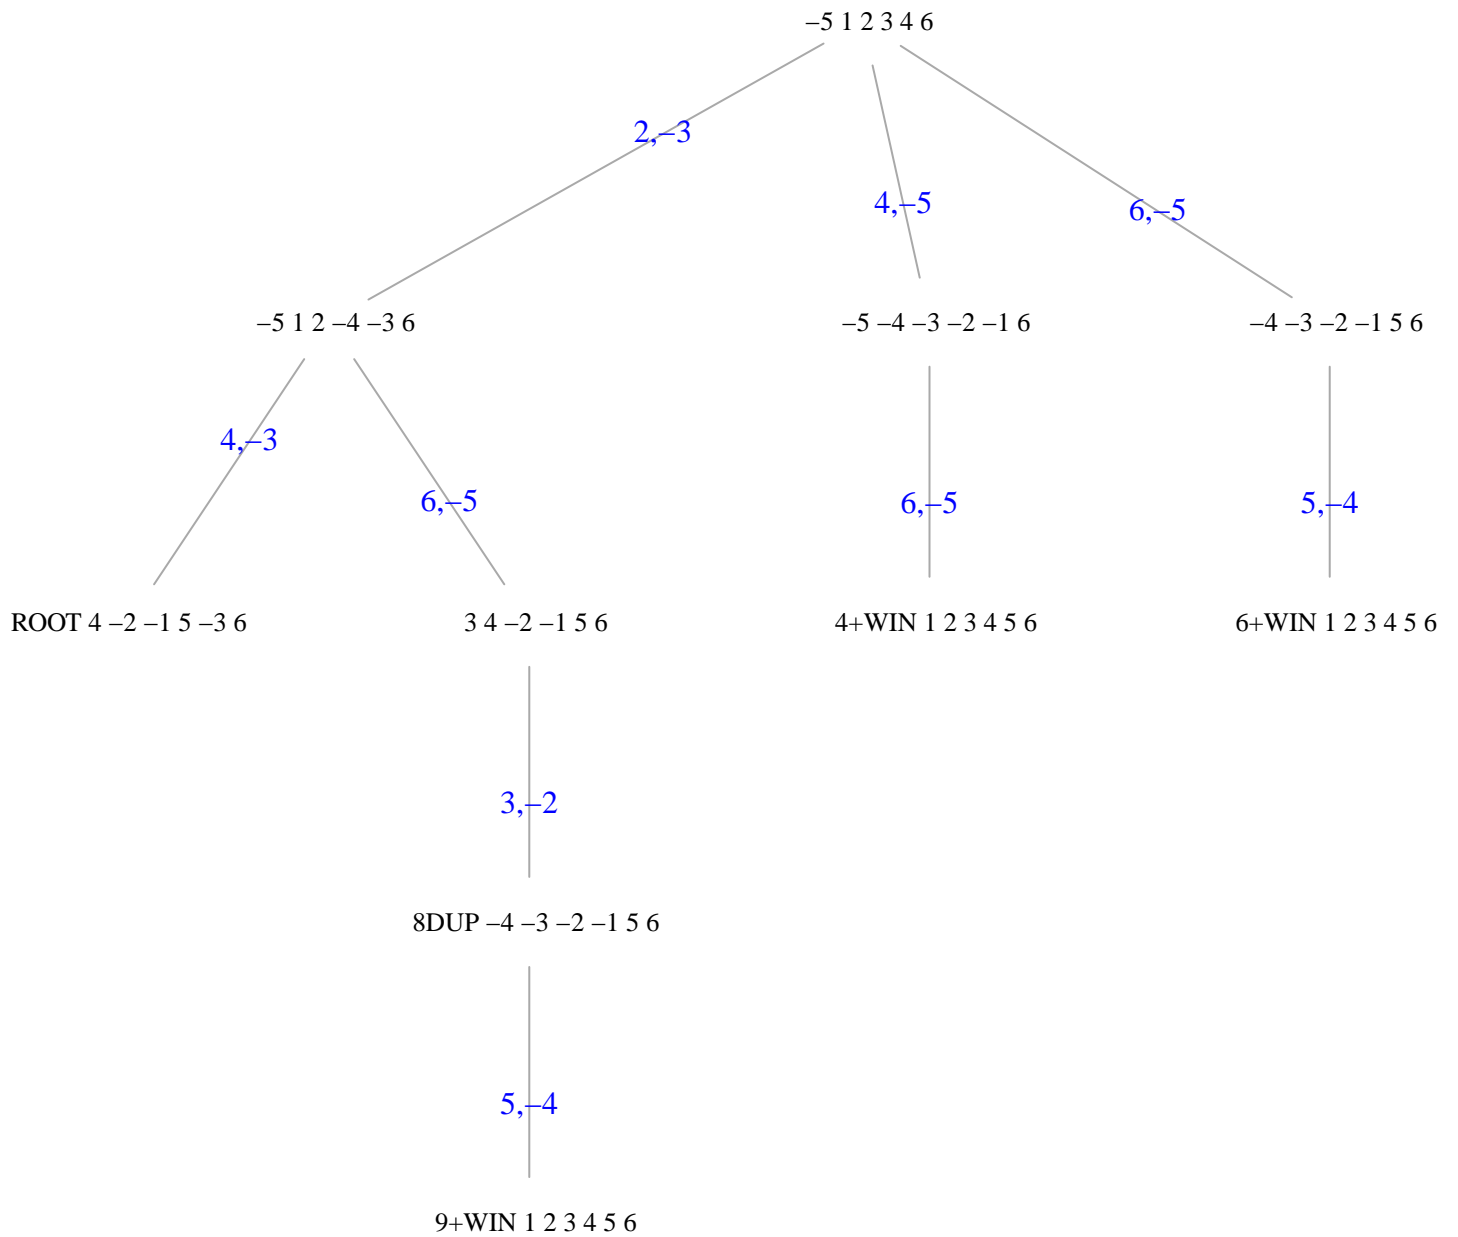 –5 1 2 3 4 6
2,–3
4,–5
6,–5
–5 1 2 –4 –3 6
–5 –4 –3 –2 –1 6
–4 –3 –2 –1 5 6
4,–3
6,–5
6,–5
5,–4
ROOT 4 –2 –1 5 –3 6
3 4 –2 –1 5 6
4+WIN 1 2 3 4 5 6
6+WIN 1 2 3 4 5 6
3,–2
8DUP –4 –3 –2 –1 5 6
5,–4
9+WIN 1 2 3 4 5 6